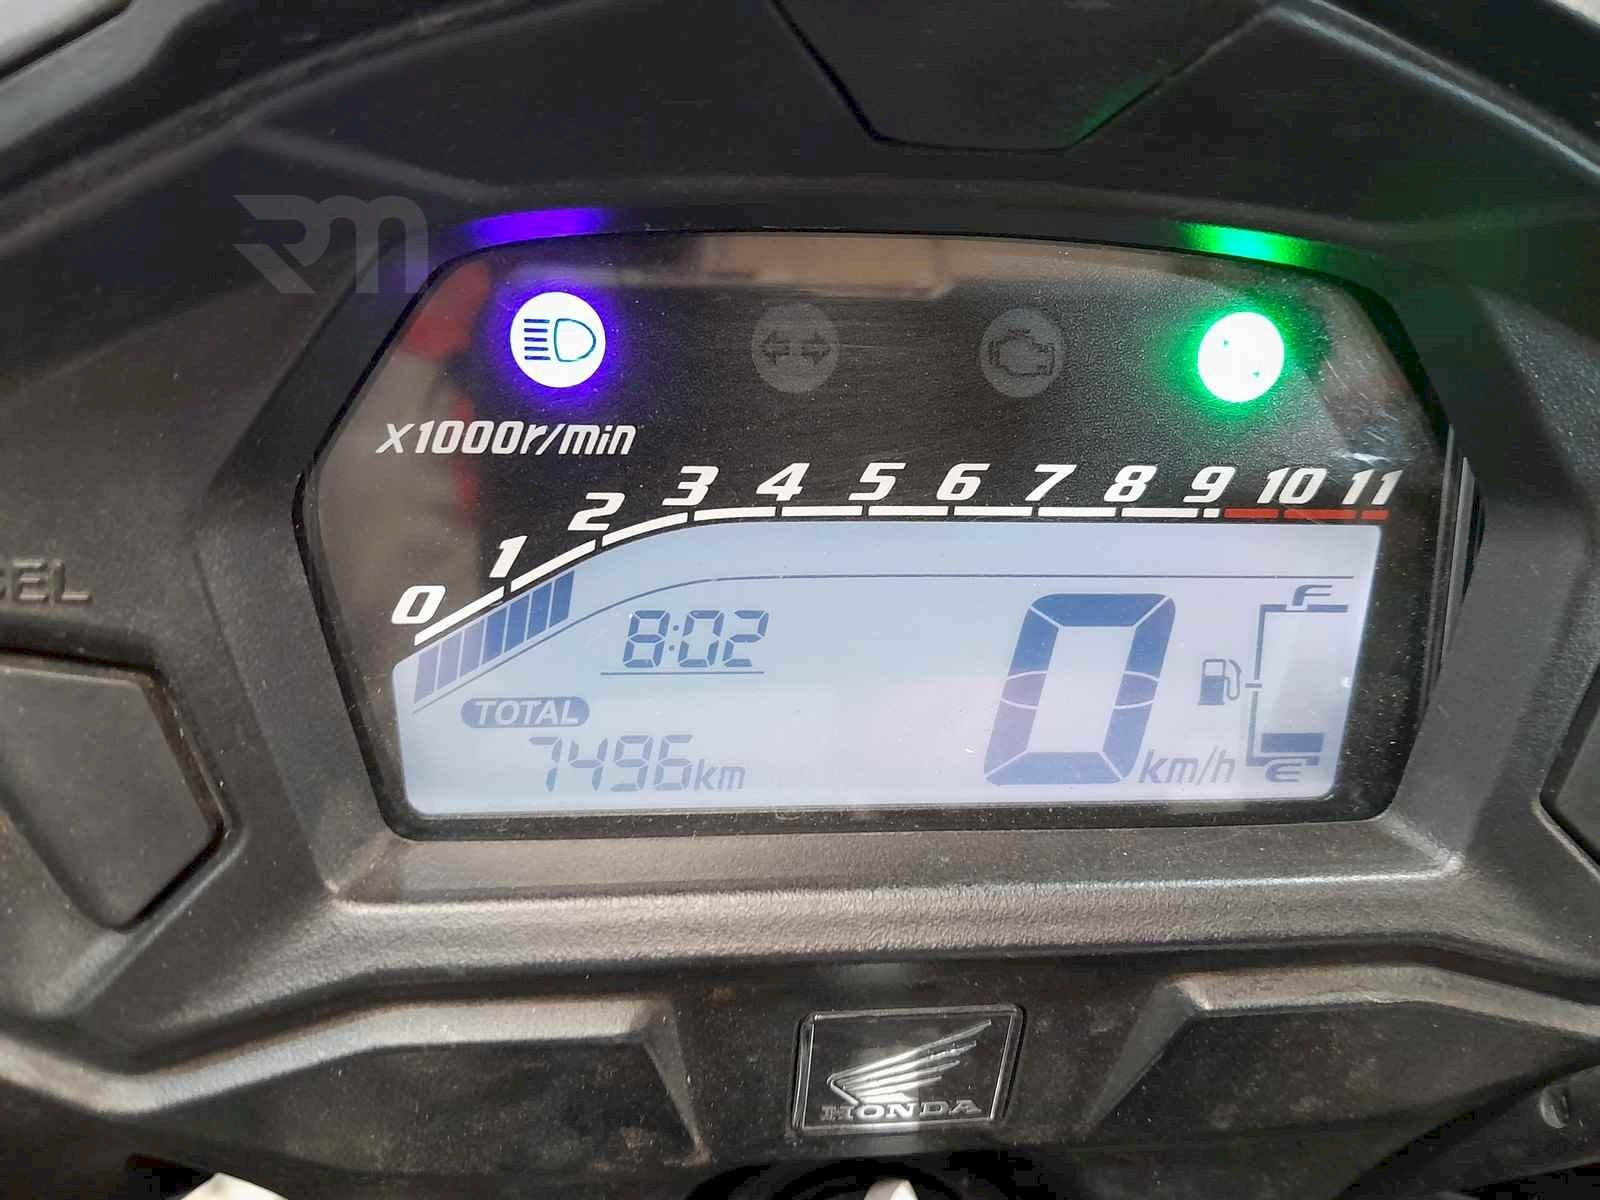 RM
x1000r/min
0 1 2 3 4 5 6 7 8 9 10 11
8:02
F
TOTAL
7496km
0 km/h
E
HONDA